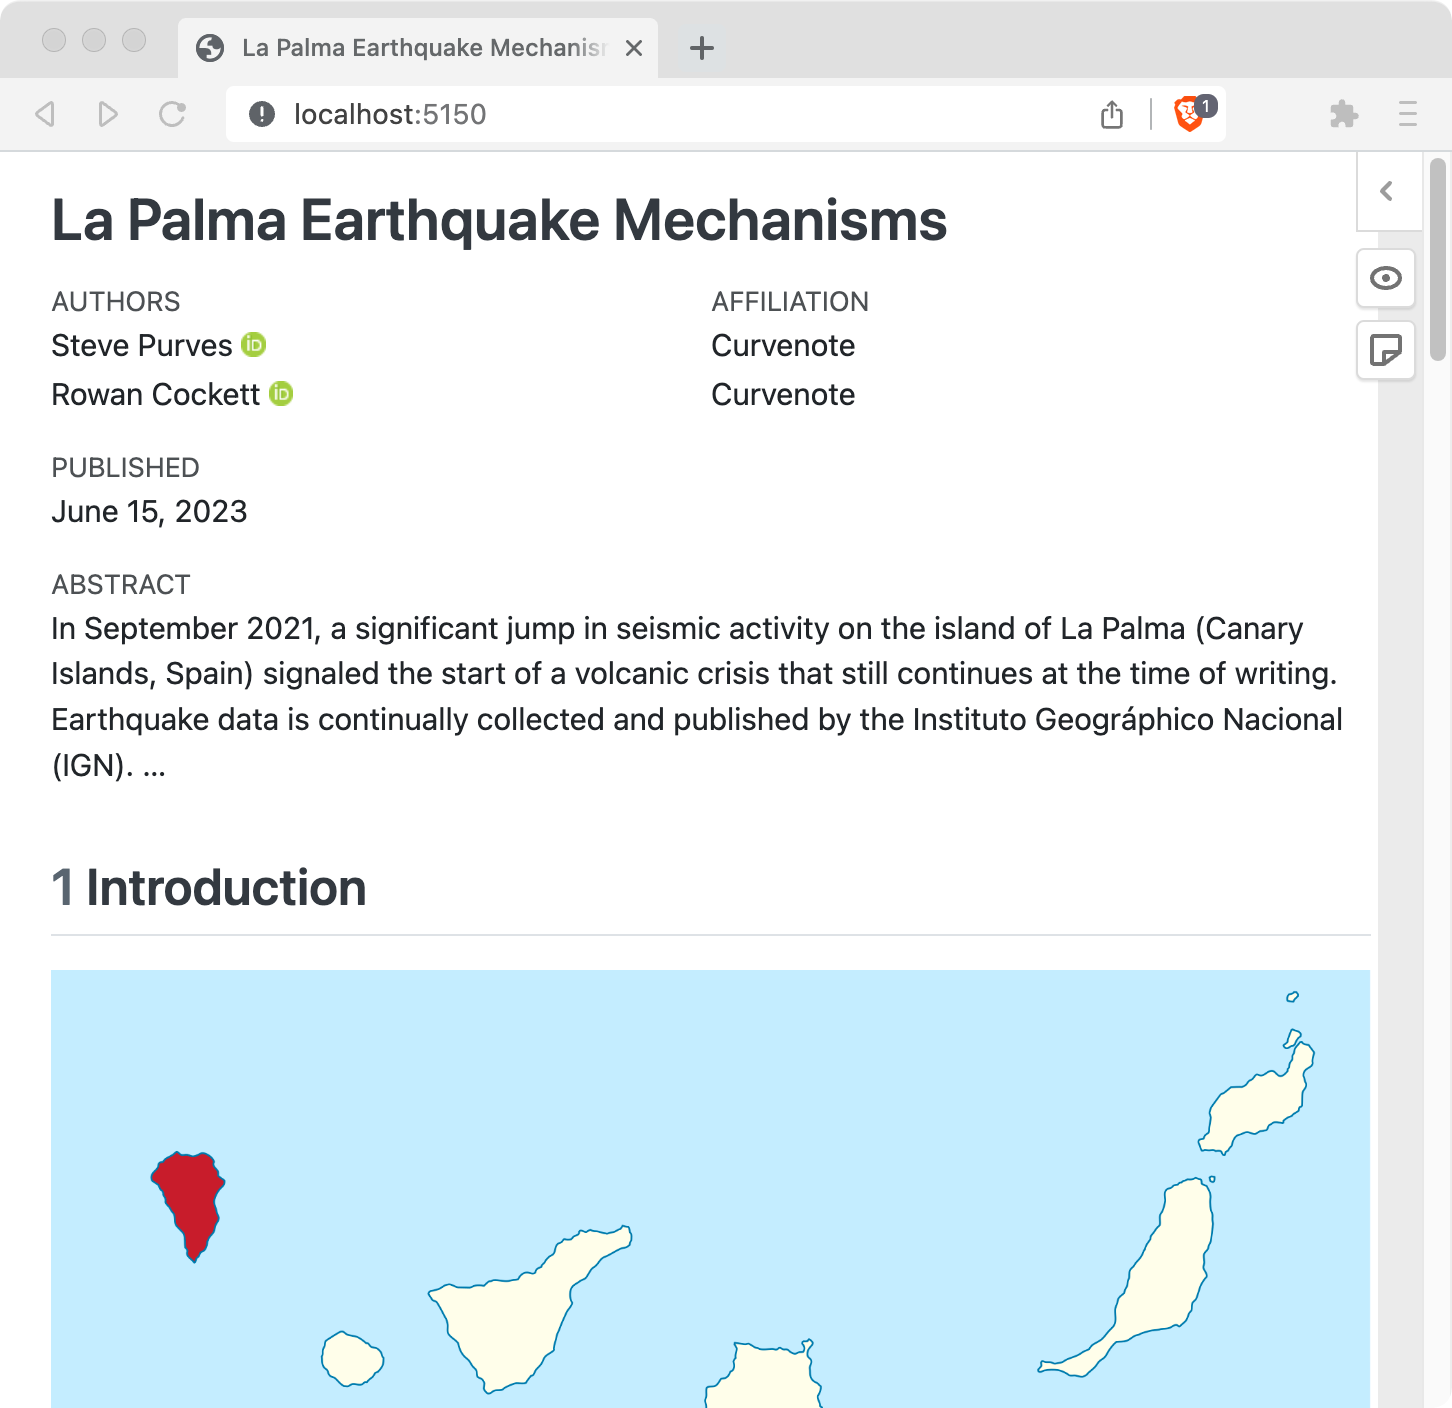 La Palma Earthquake Mechanis
localhost:5150
1
La Palma Earthquake Mechanisms
AUTHORS
AFFILIATION
Steve Purves iD
Curvenote
Rowan Cockett iD
Curvenote
PUBLISHED
June 15, 2023
ABSTRACT
In September 2021, a significant jump in seismic activity on the island of La Palma (Canary
Islands, Spain) signaled the start of a volcanic crisis that still continues at the time of writing.
Earthquake data is continually collected and published by the Instituto Geográphico Nacional
(IGN). ...
1 Introduction